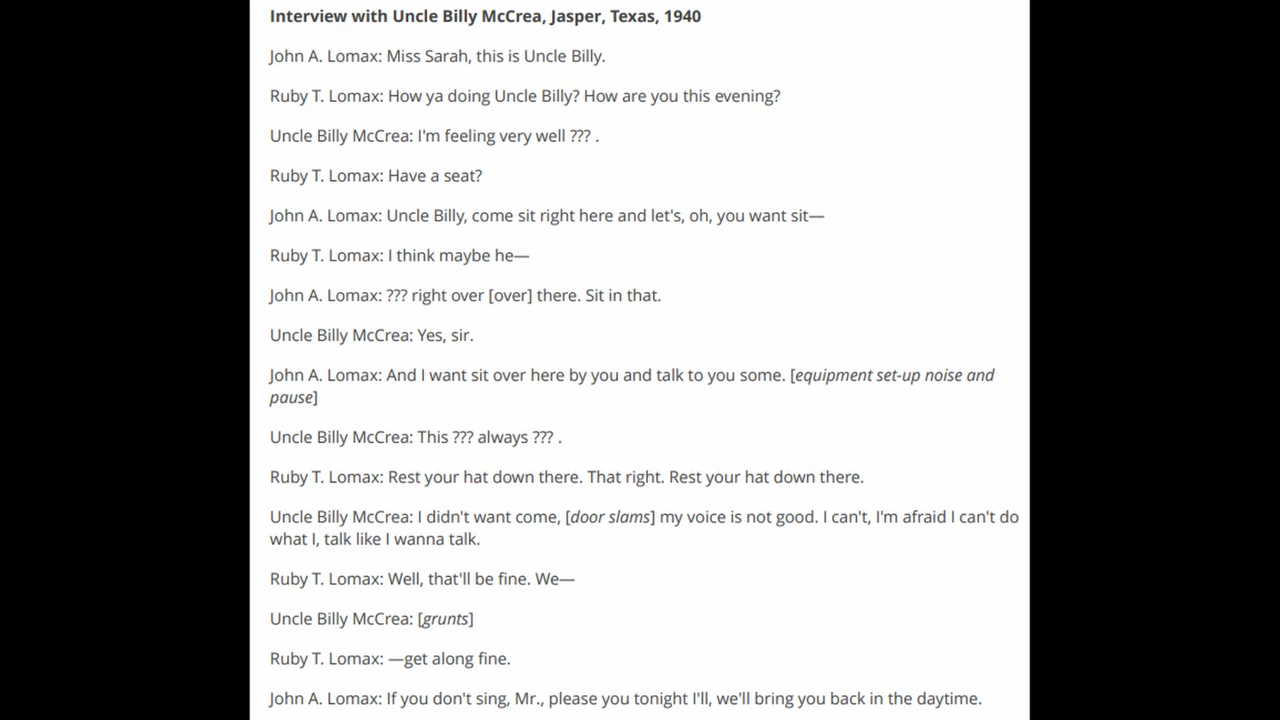 Interview with Uncle Billy McCrea, Jasper, Texas, 1940
John A. Lomax: Miss Sarah, this is Uncle Billy.
Ruby T. Lomax: How ya doing Uncle Billy? How are you this evening?
Uncle Billy McCrea: I'm feeling very well ??? .
Ruby T. Lomax: Have a seat?
John A. Lomax: Uncle Billy, come sit right here and let's, oh, you want sit—
Ruby T. Lomax: I think maybe he—
John A. Lomax: ??? right over [over] there. Sit in that.
Uncle Billy McCrea: Yes, sir.
John A. Lomax: And I want sit over here by you and talk to you some. [equipment set-up noise and
pause]
Uncle Billy McCrea: This ??? always ??? .
Ruby T. Lomax: Rest your hat down there. That right. Rest your hat down there.
Uncle Billy McCrea: I didn't want come, [door slams] my voice is not good. I can't, I'm afraid I can't do
what I, talk like I wanna talk.
Ruby T. Lomax: Well, that'll be fine. We—
Uncle Billy McCrea: [grunts]
Ruby T. Lomax: —get along fine.
John A. Lomax: If you don't sing, Mr., please you tonight I'll, we'll bring you back in the daytime.